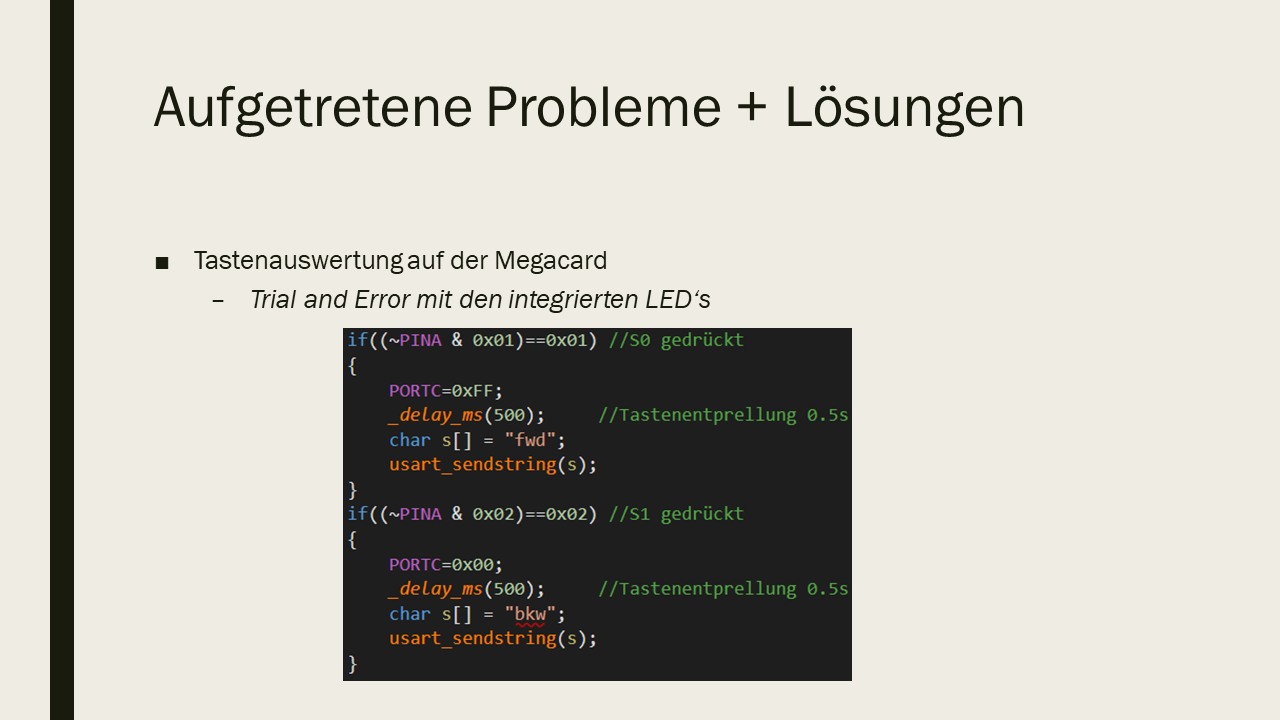 Aufgetretene Probleme + Lösungen
■ Tastenauswertung auf der Megacard
– Trial and Error mit den integrierten LED‘s
if((~PINA & 0x01)==0x01) //S0 gedrückt
{
    PORTC=0xFF;
    _delay_ms(500);     //Tastenentprellung 0.5s
    char s[] = "fwd";
    usart_sendstring(s);
}
if((~PINA & 0x02)==0x02) //S1 gedrückt
{
    PORTC=0x00;
    _delay_ms(500);     //Tastenentprellung 0.5s
    char s[] = "bkw";
    usart_sendstring(s);
}